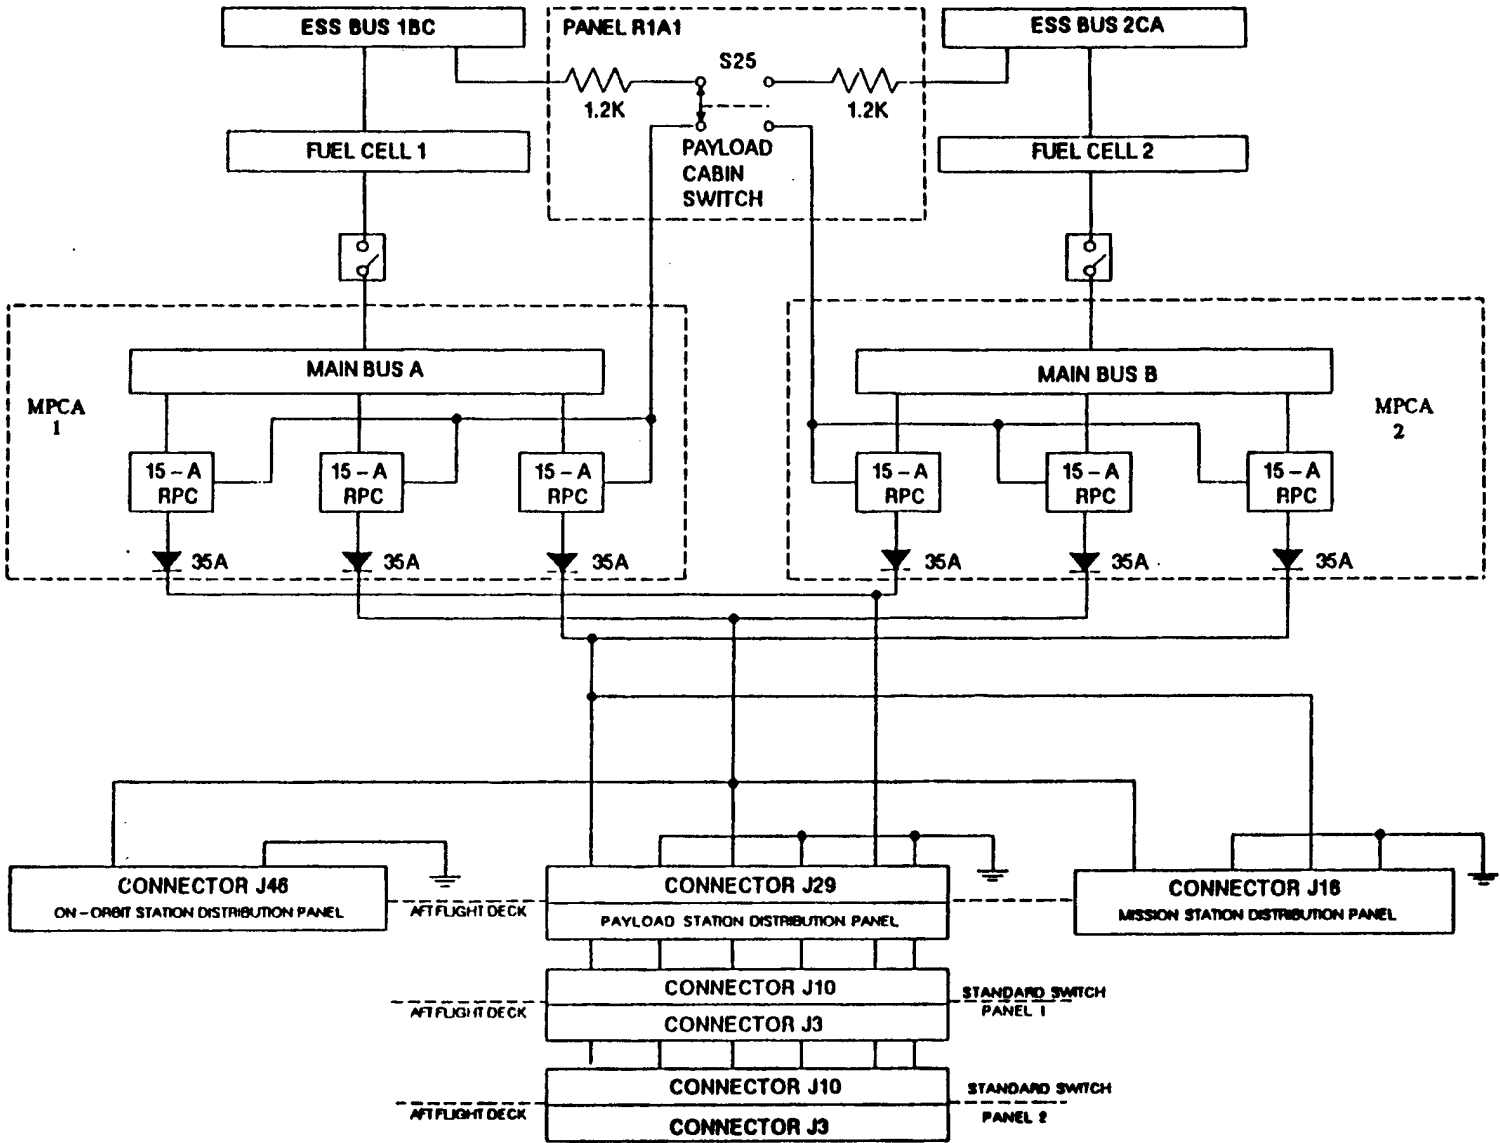 ESS BUS 1BC
PANEL R1A1
ESS BUS 2CA
S25
1.2K
1.2K
FUEL CELL 1
PAYLOAD
CABIN
SWITCH
FUEL CELL 2
MAIN BUS A
MAIN BUS B
MPCA
1
MPCA
2
15 – A
RPC
15 – A
RPC
15 – A
RPC
15 – A
RPC
15 – A
RPC
15 – A
RPC
35A
35A
35A
35A
35A
35A
CONNECTOR J46
ON – ORBIT STATION DISTRIBUTION PANEL
AFT FLIGHT DECK
CONNECTOR J29
PAYLOAD STATION DISTRIBUTION PANEL
CONNECTOR J16
MISSION STATION DISTRIBUTION PANEL
CONNECTOR J10
AFT FLIGHT DECK
CONNECTOR J3
STANDARD SWITCH
PANEL 1
CONNECTOR J10
AFT FLIGHT DECK
CONNECTOR J3
STANDARD SWITCH
PANEL 2